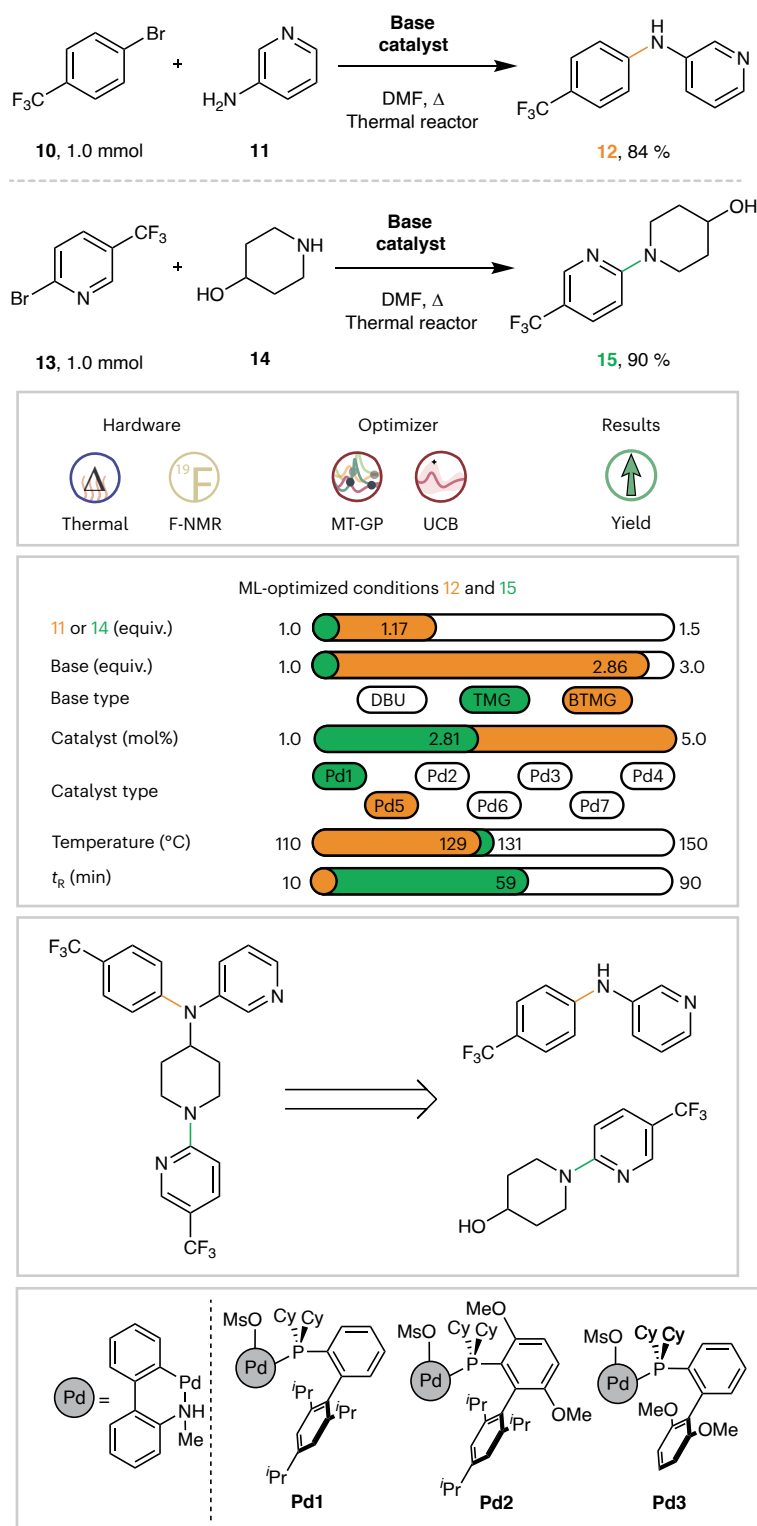 Br
F3C
10, 1.0 mmol
+
N
H2N
11
Base
catalyst
DMF, Δ
Thermal reactor
H
N
N
F3C
12, 84 %
CF3
Br
N
13, 1.0 mmol
+
NH
HO
14
Base
catalyst
DMF, Δ
Thermal reactor
OH
N
N
F3C
15, 90 %
Hardware
Optimizer
Results
Δ
19F
Thermal
F-NMR
MT-GP
UCB
Yield
ML-optimized conditions 12 and 15
11 or 14 (equiv.) 1.0 1.17 1.5
Base (equiv.) 1.0 2.86 3.0
Base type DBU TMG BTMG
Catalyst (mol%) 1.0 2.81 5.0
Pd1 Pd2 Pd3 Pd4
Catalyst type
Pd5 Pd6 Pd7
Temperature (°C) 110 129 131 150
tR (min) 10 59 90
F3C
N
N
N
N
CF3
H
N
N
F3C
CF3
N
N
HO
Pd =
Pd
NH
Me
MsO
Cy Cy
Pd
P
iPr
iPr
iPr
Pd1
MeO
MsO
Cy Cy
Pd
P
iPr
iPr
OMe
iPr
Pd2
MsO
Cy Cy
Pd
P
MeO
OMe
Pd3